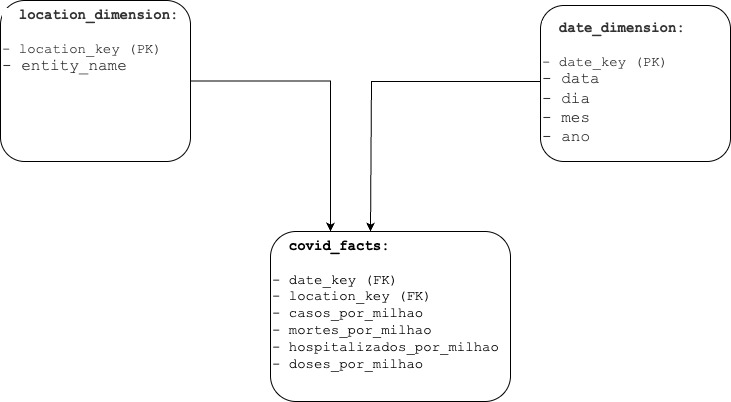 location_dimension:
- location_key (PK)
- entity_name
date_dimension:
- date_key (PK)
- data
- dia
- mes
- ano
covid_facts:
- date_key (FK)
- location_key (FK)
- casos_por_milhao
- mortes_por_milhao
- hospitalizados_por_milhao
- doses_por_milhao